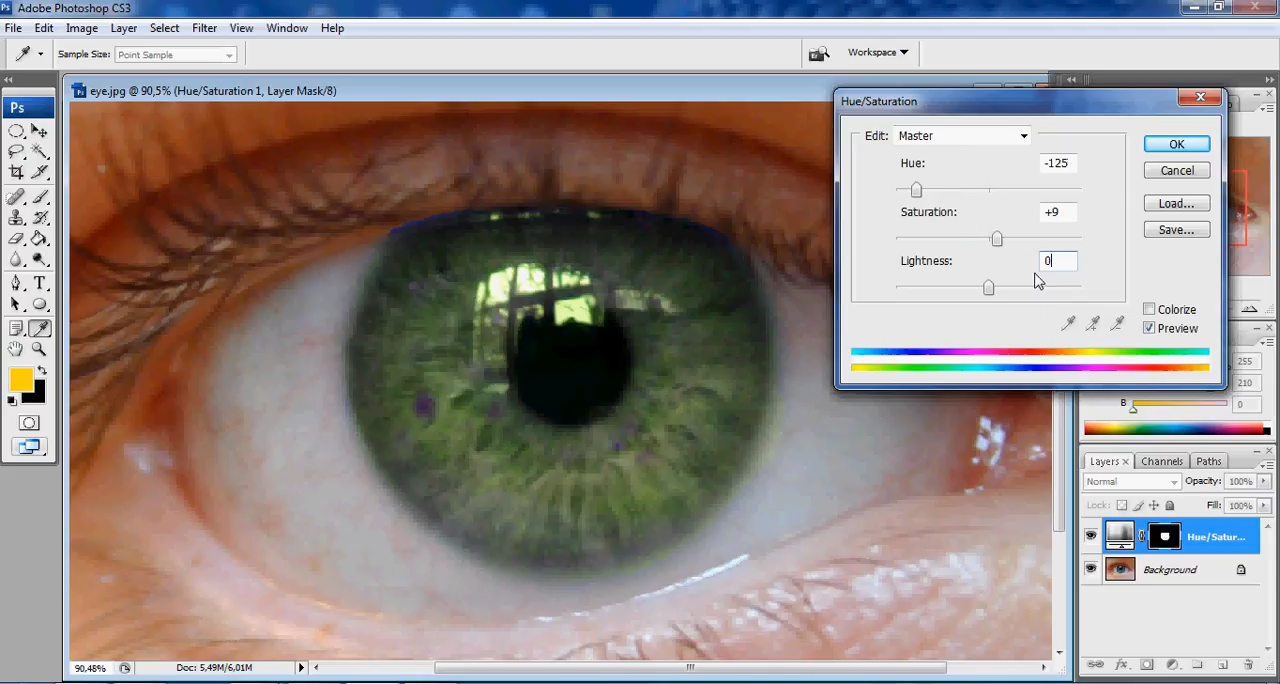 Ps Adobe Photoshop CS3
File Edit Image Layer Select Filter View Window Help
Sample Size: Point Sample Workspace
Ps eye.jpg @ 90,5% (Hue/Saturation 1, Layer Mask/8)
Ps
T
Hue/Saturation
Edit: Master
OK
Hue: -125
Cancel
Load...
Saturation: +9
Save...
Lightness: 0
Colorize
Preview
255
210
B 0
Layers x Channels Paths
Normal Opacity: 100%
Lock: Fill: 100%
Hue/Satur...
Background
90,48% Doc: 5,49M/6,01M